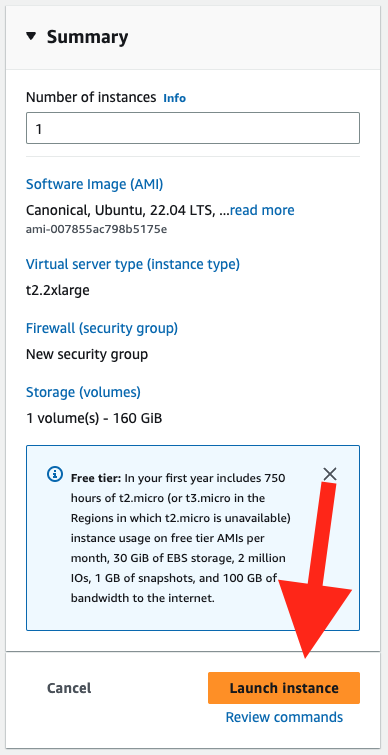 Summary
Number of instances Info
1
Software Image (AMI)
Canonical, Ubuntu, 22.04 LTS, ...read more
ami-007855ac798b5175e
Virtual server type (instance type)
t2.2xlarge
Firewall (security group)
New security group
Storage (volumes)
1 volume(s) - 160 GiB
Free tier: In your first year includes 750
hours of t2.micro (or t3.micro in the
Regions in which t2.micro is unavailable)
instance usage on free tier AMIs per
month, 30 GiB of EBS storage, 2 million
IOs, 1 GB of snapshots, and 100 GB of
bandwidth to the internet.
Cancel
Launch instance
Review commands